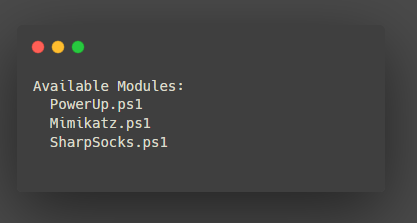 Available Modules:
  PowerUp.ps1
  Mimikatz.ps1
  SharpSocks.ps1